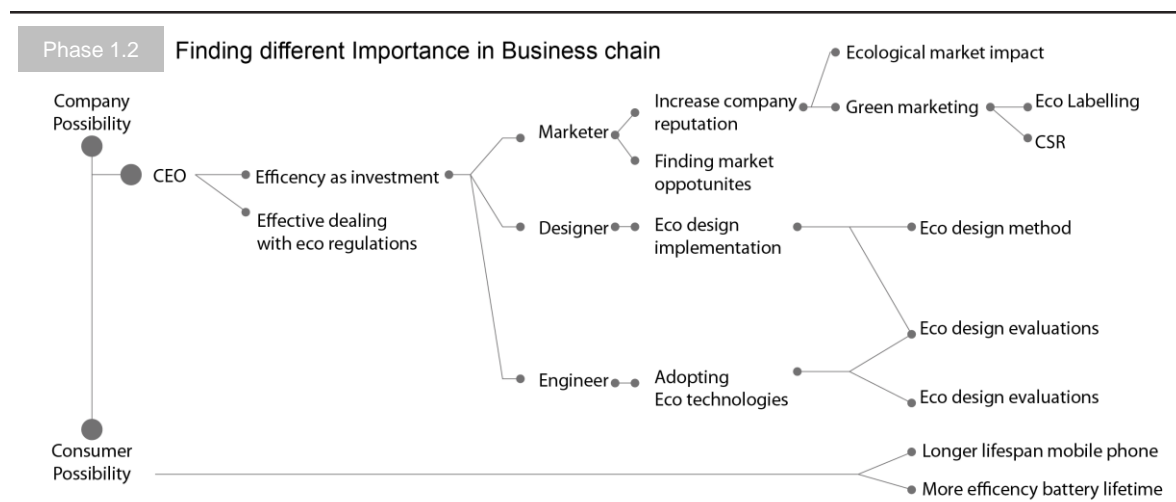 Phase 1.2
Finding different Importance in Business chain
Company
Possibility
CEO
Efficency as investment
Effective dealing
with eco regulations
Marketer
Increase company
reputation
Finding market
oppotunites
Ecological market impact
Green marketing
Eco Labelling
CSR
Designer
Eco design
implementation
Eco design method
Eco design evaluations
Engineer
Adopting
Eco technologies
Eco design evaluations
Consumer
Possibility
Longer lifespan mobile phone
More efficency battery lifetime